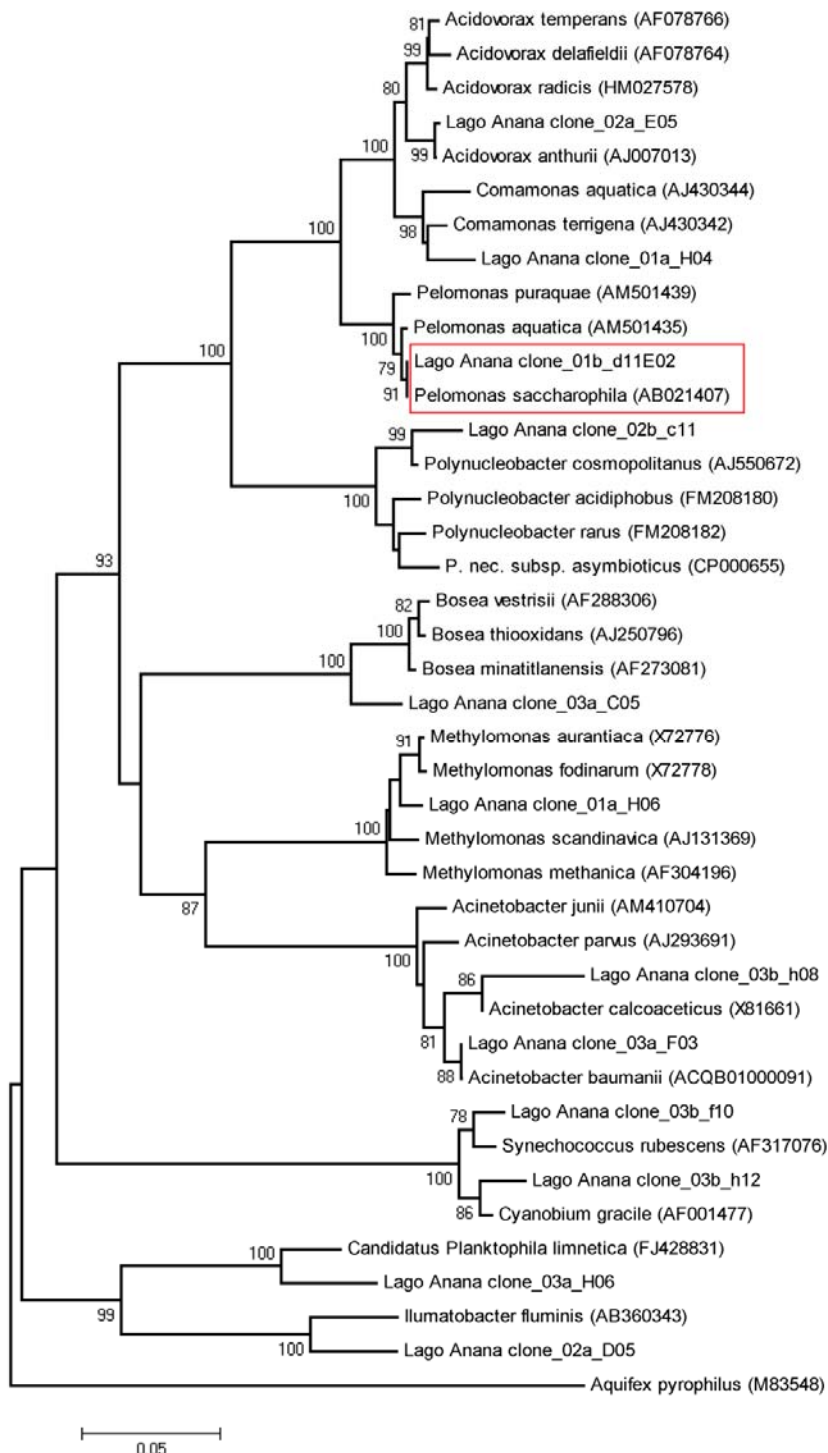 81
Acidovorax temperans (AF078766)
99
Acidovorax delafieldii (AF078764)
80
Acidovorax radicis (HM027578)
Lago Anana clone_02a_E05
100
99
Acidovorax anthurii (AJ007013)
Comamonas aquatica (AJ430344)
98
Comamonas terrigena (AJ430342)
100
Lago Anana clone_01a_H04
Pelomonas puraquae (AM501439)
100
Pelomonas aquatica (AM501435)
100
79
Lago Anana clone_01b_d11E02
91
Pelomonas saccharophila (AB021407)
99
Lago Anana clone_02b_c11
Polynucleobacter cosmopolitanus (AJ550672)
100
Polynucleobacter acidiphobus (FM208180)
Polynucleobacter rarus (FM208182)
93
P. nec. subsp. asymbioticus (CP000655)
82
Bosea vestrisii (AF288306)
100
Bosea thiooxidans (AJ250796)
100
Bosea minatitlanensis (AF273081)
Lago Anana clone_03a_C05
91
Methylomonas aurantiaca (X72776)
Methylomonas fodinarum (X72778)
Lago Anana clone_01a_H06
100
Methylomonas scandinavica (AJ131369)
Methylomonas methanica (AF304196)
87
Acinetobacter junii (AM410704)
100
Acinetobacter parvus (AJ293691)
86
Lago Anana clone_03b_h08
Acinetobacter calcoaceticus (X81661)
81
Lago Anana clone_03a_F03
88
Acinetobacter baumanii (ACQB01000091)
78
Lago Anana clone_03b_f10
Synechococcus rubescens (AF317076)
100
Lago Anana clone_03b_h12
86
Cyanobium gracile (AF001477)
100
Candidatus Planktophila limnetica (FJ428831)
Lago Anana clone_03a_H06
99
Ilumatobacter fluminis (AB360343)
100
Lago Anana clone_02a_D05
Aquifex pyrophilus (M83548)
0.05